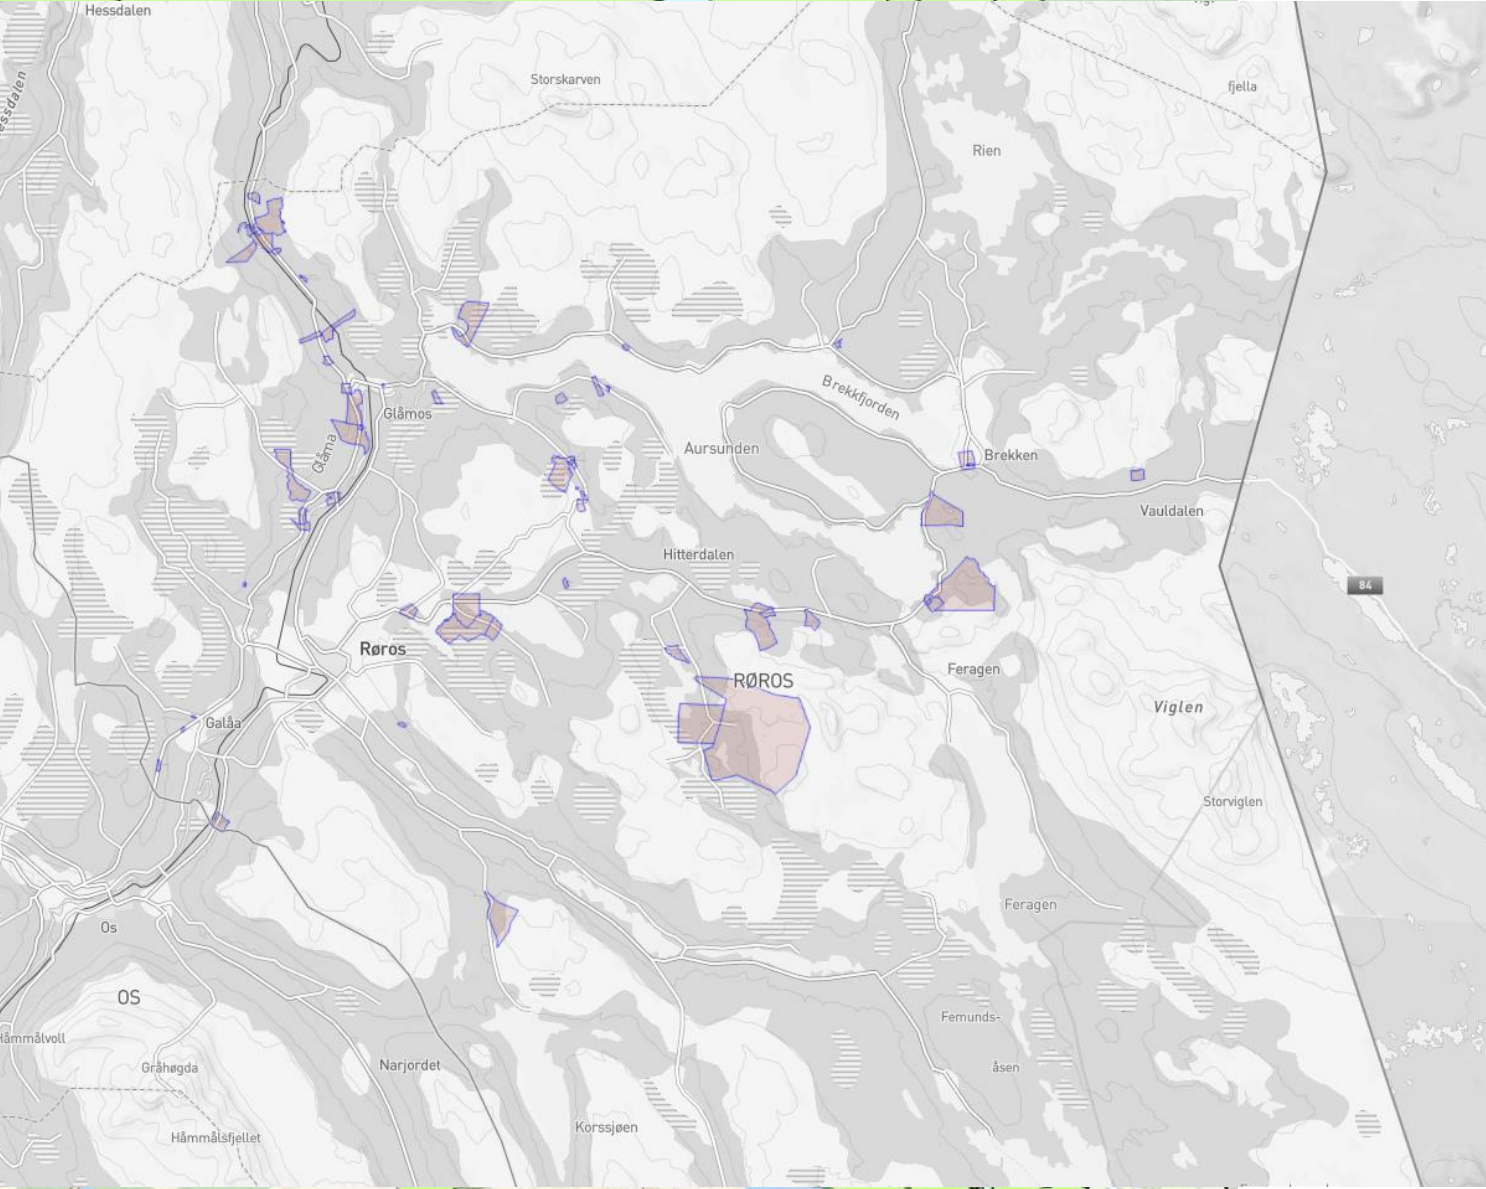 Hessdalen
Storskarven
fjella
essdalen
Rien
Brekkfjorden
Glåmos
Glåma
Aursunden
Brekken
Vauldalen
Hitterdalen
84
Røros
Feragen
RØROS
Viglen
Galåa
Storviglen
Feragen
Os
OS
Femunds-
Håmmålvoll
Gråhøgda
Narjordet
åsen
Korssjøen
Håmmålsfjellet